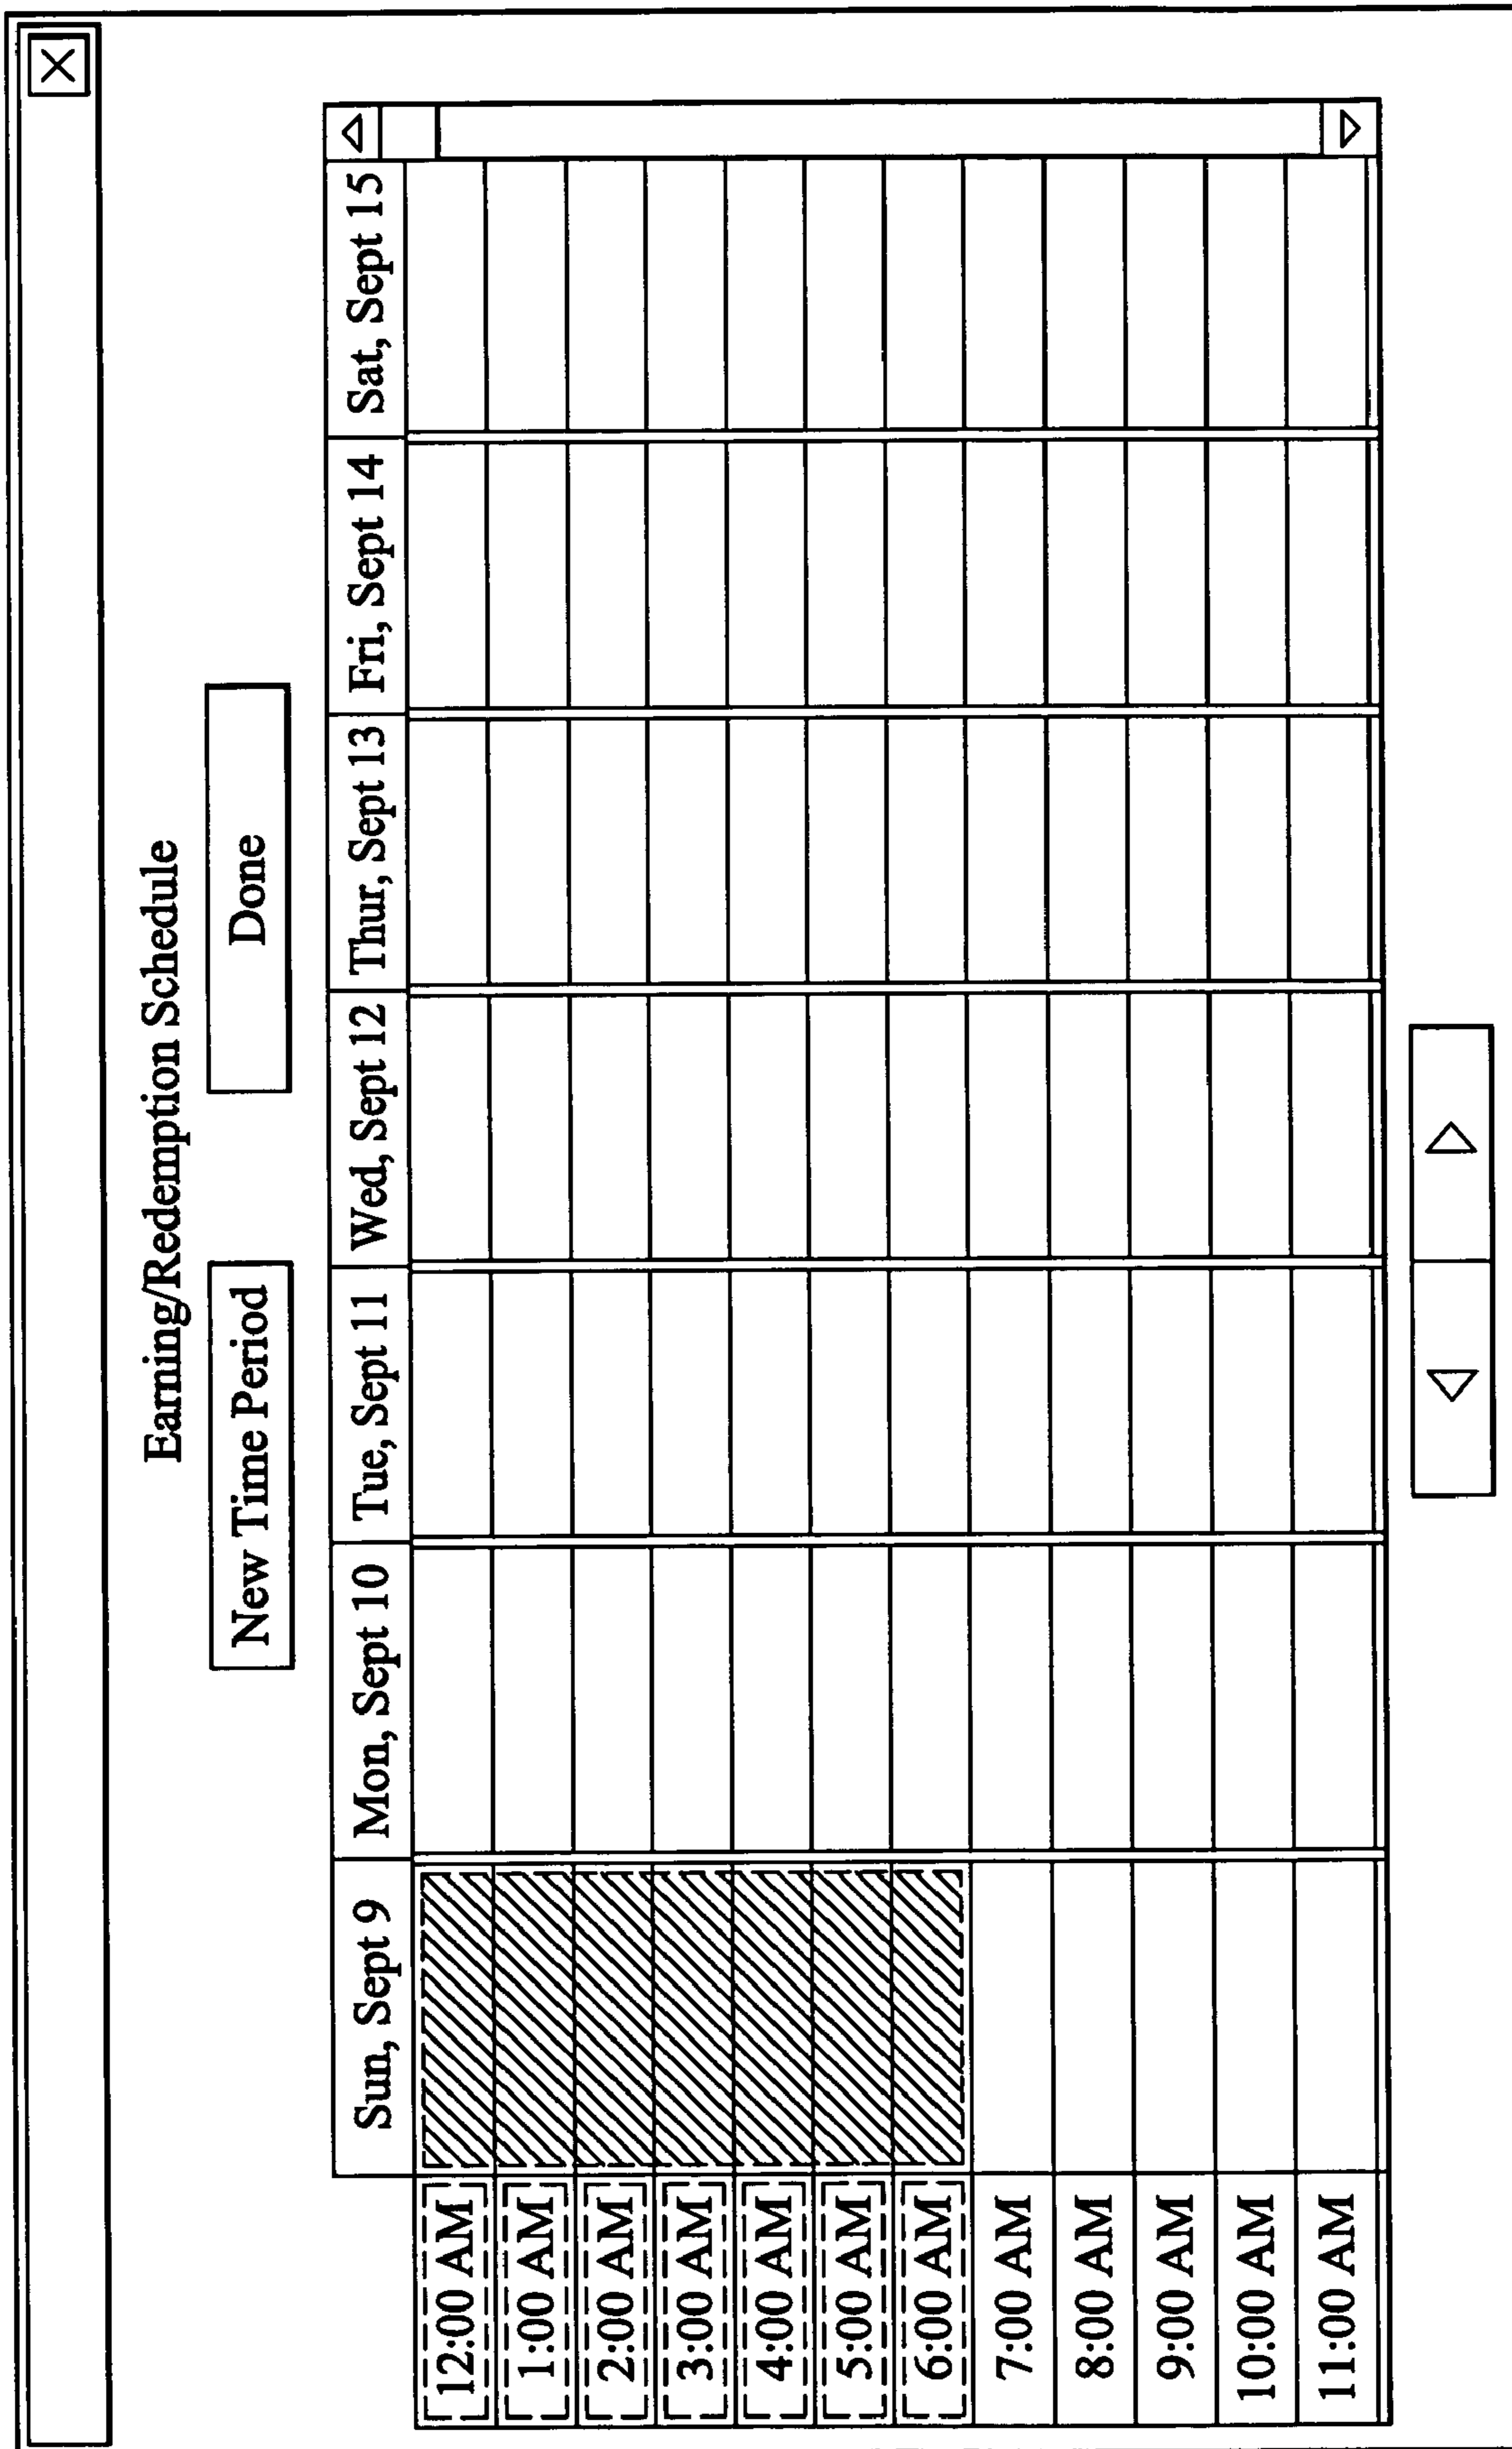 Earning/Redemption Schedule
New Time Period Done
Sun, Sept 9 Mon, Sept 10 Tue, Sept 11 Wed, Sept 12 Thur, Sept 13 Fri, Sept 14 Sat, Sept 15
12:00 AM
1:00 AM
2:00 AM
3:00 AM
4:00 AM
5:00 AM
6:00 AM
7:00 AM
8:00 AM
9:00 AM
10:00 AM
11:00 AM